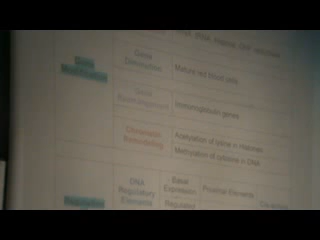 Gene
Diminution
Mature red blood cells
Gene
Modification
Gene
Rearrangement
Immunoglobulin genes
Chromatin
Remodeling
Acetylation of lysine in Histones
Methylation of cytosine in DNA
DNA
Regulatory
Elements
Basal
Expression
Proximal Elements
Regulated